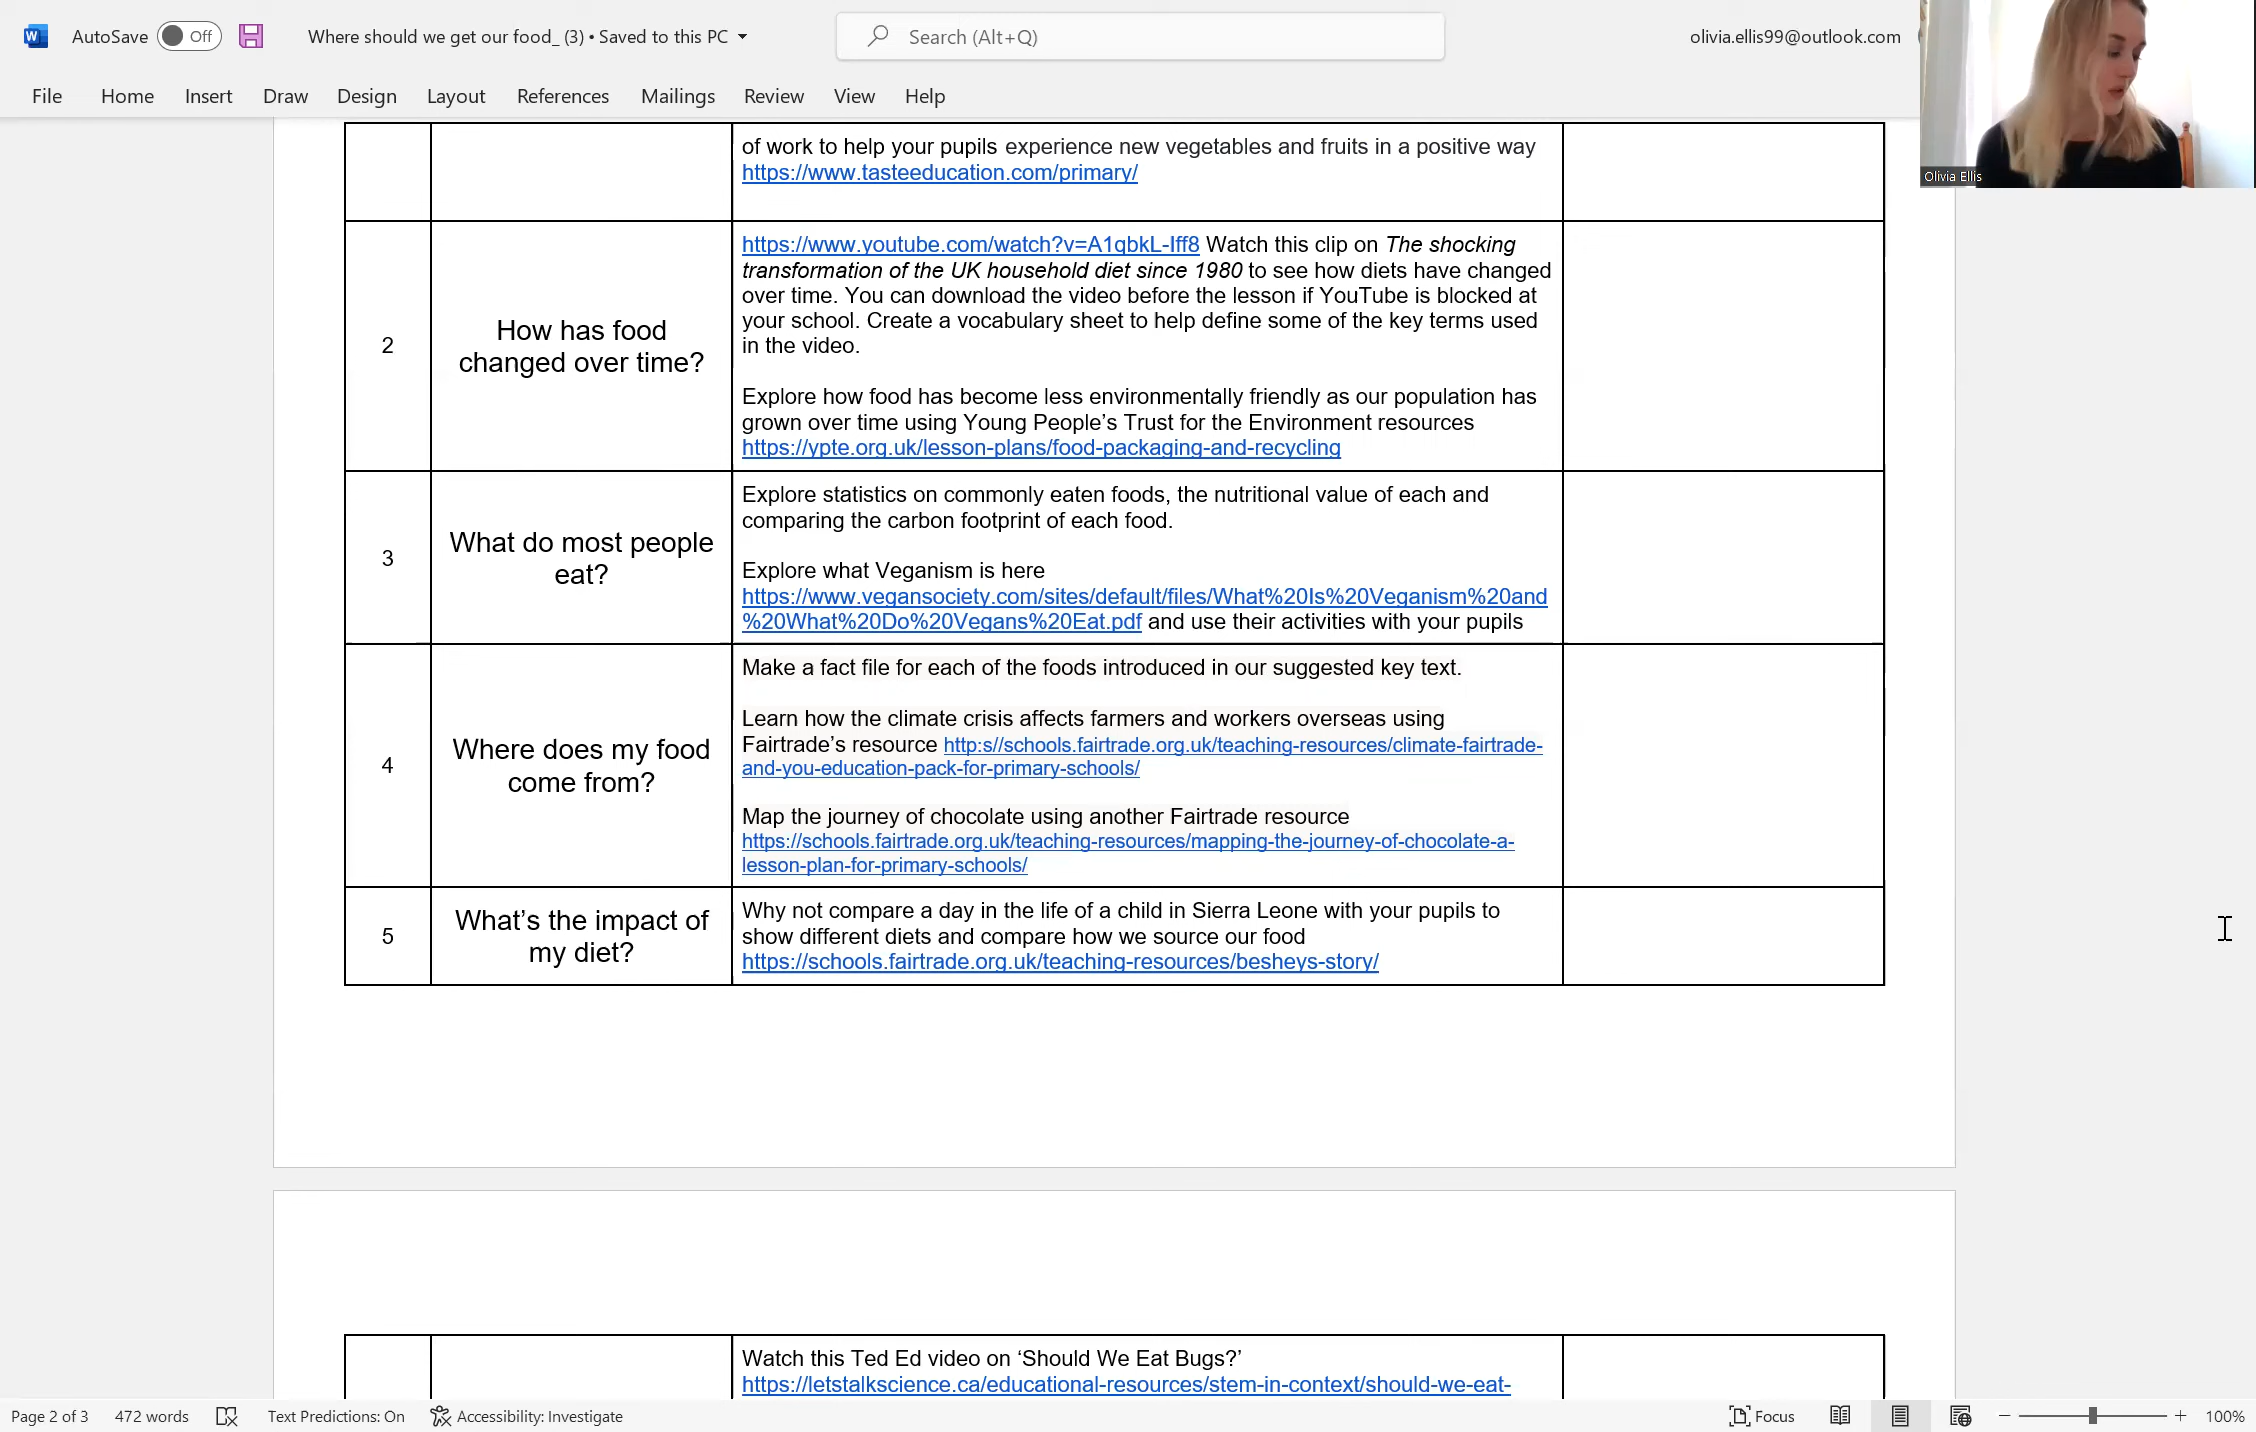 AutoSave Off Where should we get our food_ (3) • Saved to this PC Search (Alt+Q) olivia.ellis99@outlook.com
File Home Insert Draw Design Layout References Mailings Review View Help
Olivia Ellis
of work to help your pupils experience new vegetables and fruits in a positive way
https://www.tasteeducation.com/primary/
2
How has food
changed over time?
https://www.youtube.com/watch?v=A1qbkL-Iff8 Watch this clip on The shocking
transformation of the UK household diet since 1980 to see how diets have changed
over time. You can download the video before the lesson if YouTube is blocked at
your school. Create a vocabulary sheet to help define some of the key terms used
in the video.
Explore how food has become less environmentally friendly as our population has
grown over time using Young People’s Trust for the Environment resources
https://ypte.org.uk/lesson-plans/food-packaging-and-recycling
3
What do most people
eat?
Explore statistics on commonly eaten foods, the nutritional value of each and
comparing the carbon footprint of each food.
Explore what Veganism is here
https://www.vegansociety.com/sites/default/files/What%20Is%20Veganism%20and
%20What%20Do%20Vegans%20Eat.pdf and use their activities with your pupils
4
Where does my food
come from?
Make a fact file for each of the foods introduced in our suggested key text.
Learn how the climate crisis affects farmers and workers overseas using
Fairtrade’s resource http:s//schools.fairtrade.org.uk/teaching-resources/climate-fairtrade-
and-you-education-pack-for-primary-schools/
Map the journey of chocolate using another Fairtrade resource
https://schools.fairtrade.org.uk/teaching-resources/mapping-the-journey-of-chocolate-a-
lesson-plan-for-primary-schools/
5
What’s the impact of
my diet?
Why not compare a day in the life of a child in Sierra Leone with your pupils to
show different diets and compare how we source our food
https://schools.fairtrade.org.uk/teaching-resources/besheys-story/
Watch this Ted Ed video on ‘Should We Eat Bugs?’
https://letstalkscience.ca/educational-resources/stem-in-context/should-we-eat-
Page 2 of 3 472 words Text Predictions: On Accessibility: Investigate Focus 100%